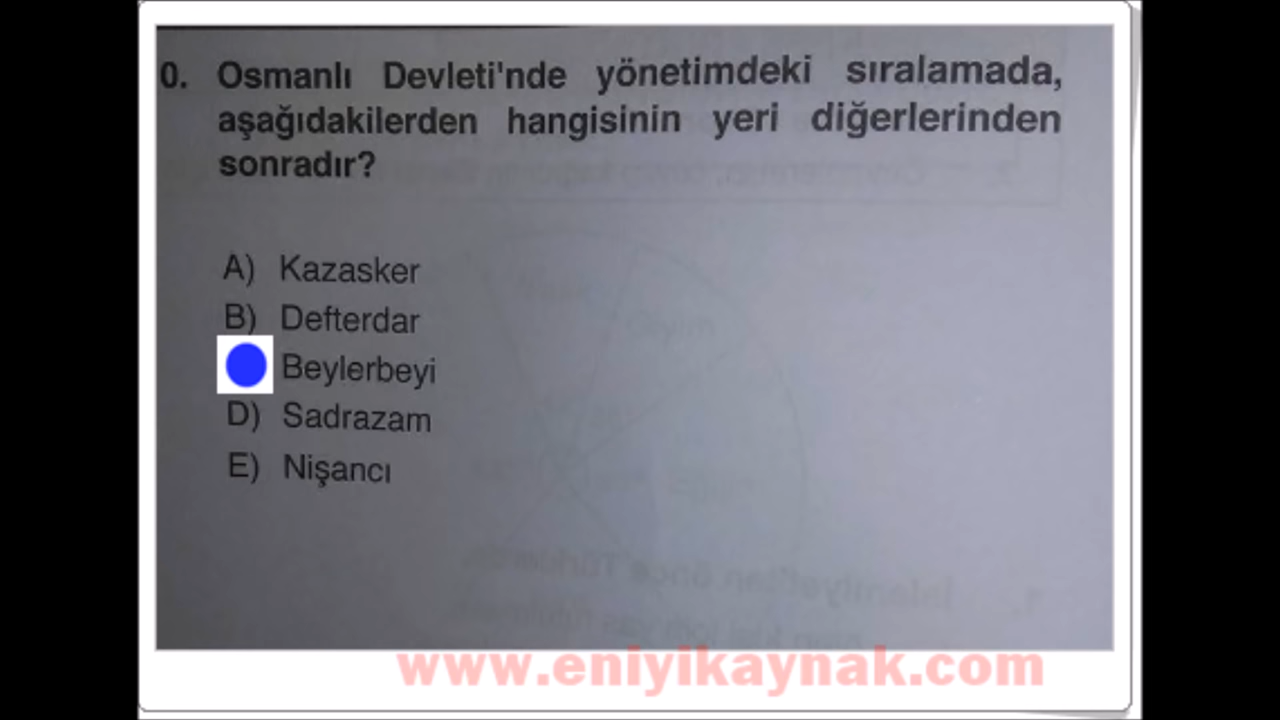 0. Osmanlı Devleti'nde yönetimdeki sıralamada,
aşağıdakilerden hangisinin yeri diğerlerinden
sonradır?
A) Kazasker
B) Defterdar
Beylerbeyi
D) Sadrazam
E) Nişancı
www.eniyikaynak.com